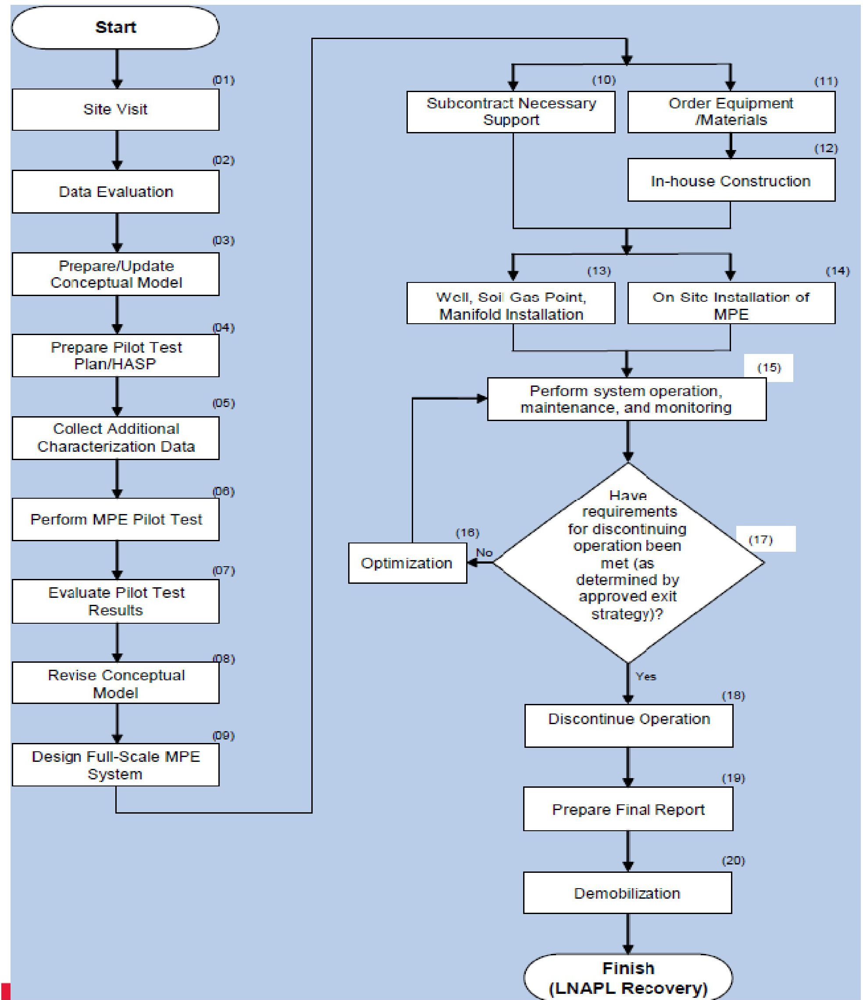 Start
(01)
Site Visit
(02)
Data Evaluation
(03)
Prepare/Update
Conceptual Model
(04)
Prepare Pilot Test
Plan/HASP
(05)
Collect Additional
Characterization Data
(06)
Perform MPE Pilot Test
(07)
Evaluate Pilot Test
Results
(08)
Revise Conceptual
Model
(09)
Design Full-Scale MPE
System
(10)
Subcontract Necessary
Support
(11)
Order Equipment
/Materials
(12)
In-house Construction
(13)
Well, Soil Gas Point,
Manifold Installation
(14)
On Site Installation of
MPE
(15)
Perform system operation,
maintenance, and monitoring
Have
requirements
for discontinuing
operation been
met (as
determined by
approved exit
strategy)?
(17)
No
(16)
Optimization
Yes
(18)
Discontinue Operation
(19)
Prepare Final Report
(20)
Demobilization
Finish
(LNAPL Recovery)